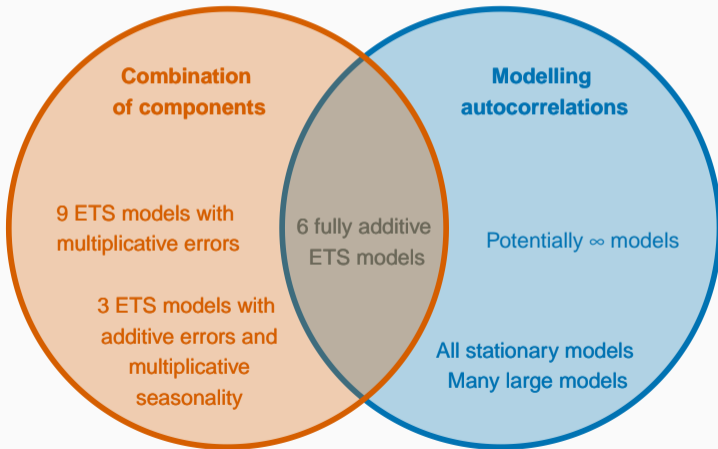 Combination
of components
Modelling
autocorrelations
9 ETS models with
multiplicative errors
6 fully additive
ETS models
Potentially ∞ models
3 ETS models with
additive errors and
multiplicative
seasonality
All stationary models
Many large models